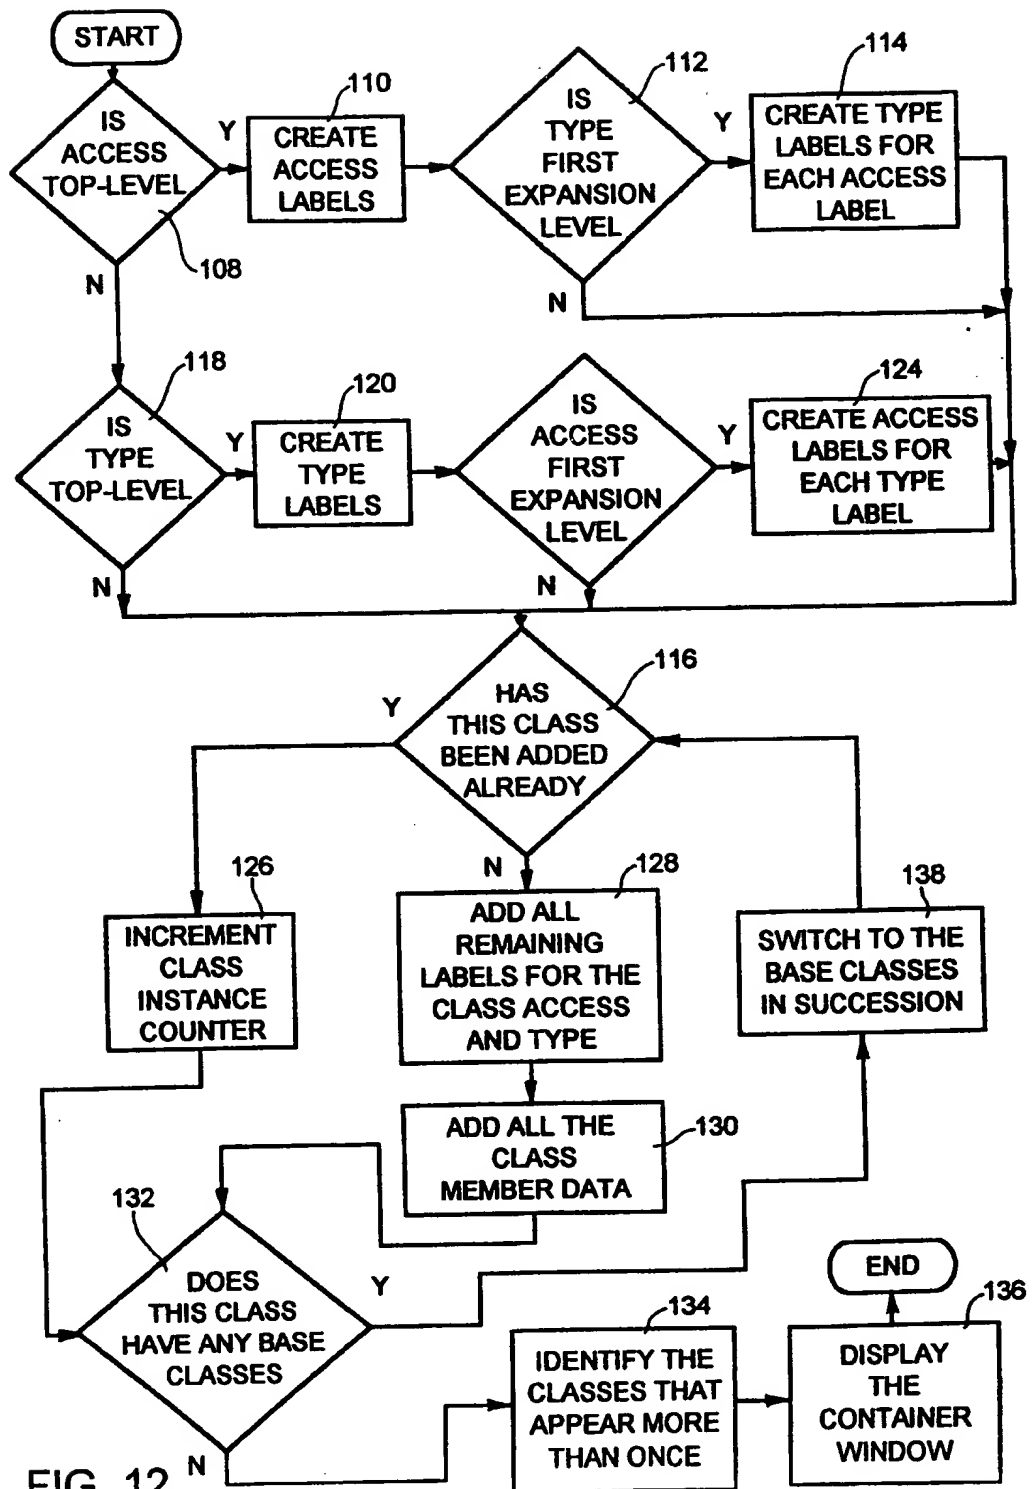 START
IS
ACCESS
TOP-LEVEL
108
Y
N
110
CREATE
ACCESS
LABELS
112
IS
TYPE
FIRST
EXPANSION
LEVEL
Y
N
114
CREATE TYPE
LABELS FOR
EACH ACCESS
LABEL
118
IS
TYPE
TOP-LEVEL
Y
N
120
CREATE
TYPE
LABELS
IS
ACCESS
FIRST
EXPANSION
LEVEL
Y
N
124
CREATE ACCESS
LABELS FOR
EACH TYPE
LABEL
116
HAS
THIS CLASS
BEEN ADDED
ALREADY
Y
N
126
INCREMENT
CLASS
INSTANCE
COUNTER
128
ADD ALL
REMAINING
LABELS FOR THE
CLASS ACCESS
AND TYPE
138
SWITCH TO THE
BASE CLASSES
IN SUCCESSION
130
ADD ALL THE
CLASS
MEMBER DATA
132
DOES
THIS CLASS
HAVE ANY BASE
CLASSES
Y
N
134
IDENTIFY THE
CLASSES THAT
APPEAR MORE
THAN ONCE
136
DISPLAY
THE
CONTAINER
WINDOW
END
FIG. 12